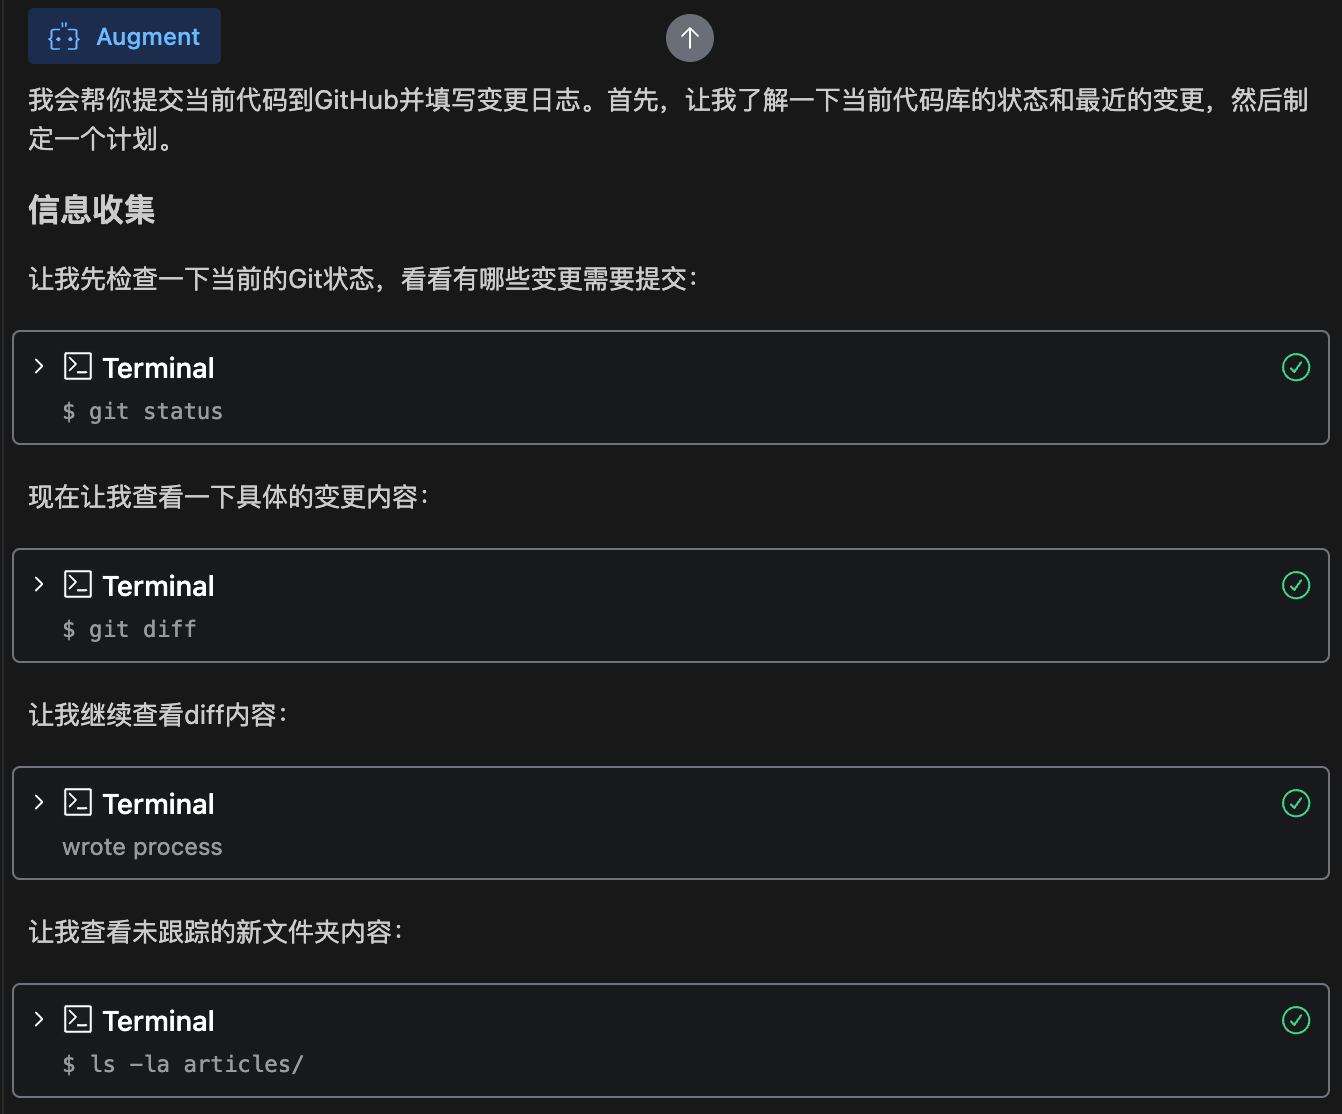 Augment
我会帮你提交当前代码到GitHub并填写变更日志。首先，让我了解一下当前代码库的状态和最近的变更，然后制
定一个计划。
信息收集
让我先检查一下当前的Git状态，看看有哪些变更需要提交：
Terminal
$ git status
现在让我查看一下具体的变更内容：
Terminal
$ git diff
让我继续查看diff内容：
Terminal
wrote process
让我查看未跟踪的新文件夹内容：
Terminal
$ ls -la articles/